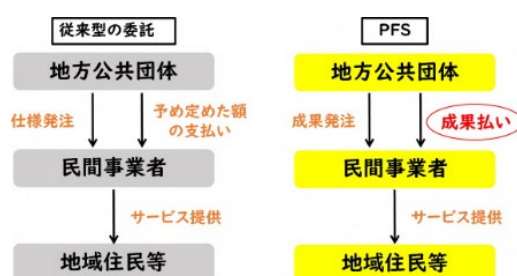 従来型の委託
地方公共団体
仕様発注
予め定めた額
の支払い
民間事業者
サービス提供
地域住民等
PFS
地方公共団体
成果発注
成果払い
民間事業者
サービス提供
地域住民等